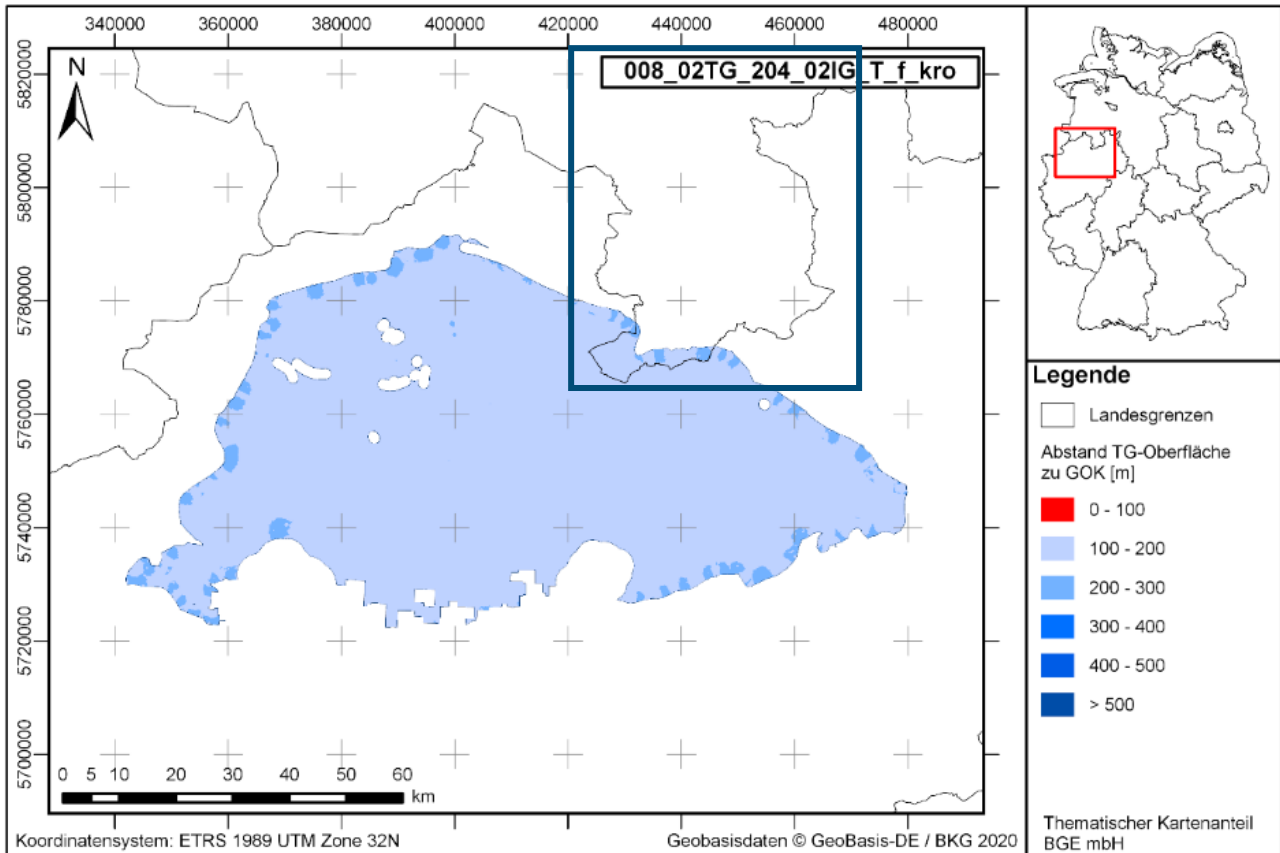 340000 360000 380000 400000 420000 440000 460000 480000
008_02TG_204_02IG_T_f_kro
N
5820000
5800000
5780000
5760000
5740000
5720000
5700000
0 5 10 20 30 40 50 60
km
Koordinatensystem: ETRS 1989 UTM Zone 32N
Geobasisdaten © GeoBasis-DE / BKG 2020
Legende
Landesgrenzen
Abstand TG-Oberfläche
zu GOK [m]
0 - 100
100 - 200
200 - 300
300 - 400
400 - 500
> 500
Thematischer Kartenanteil
BGE mbH